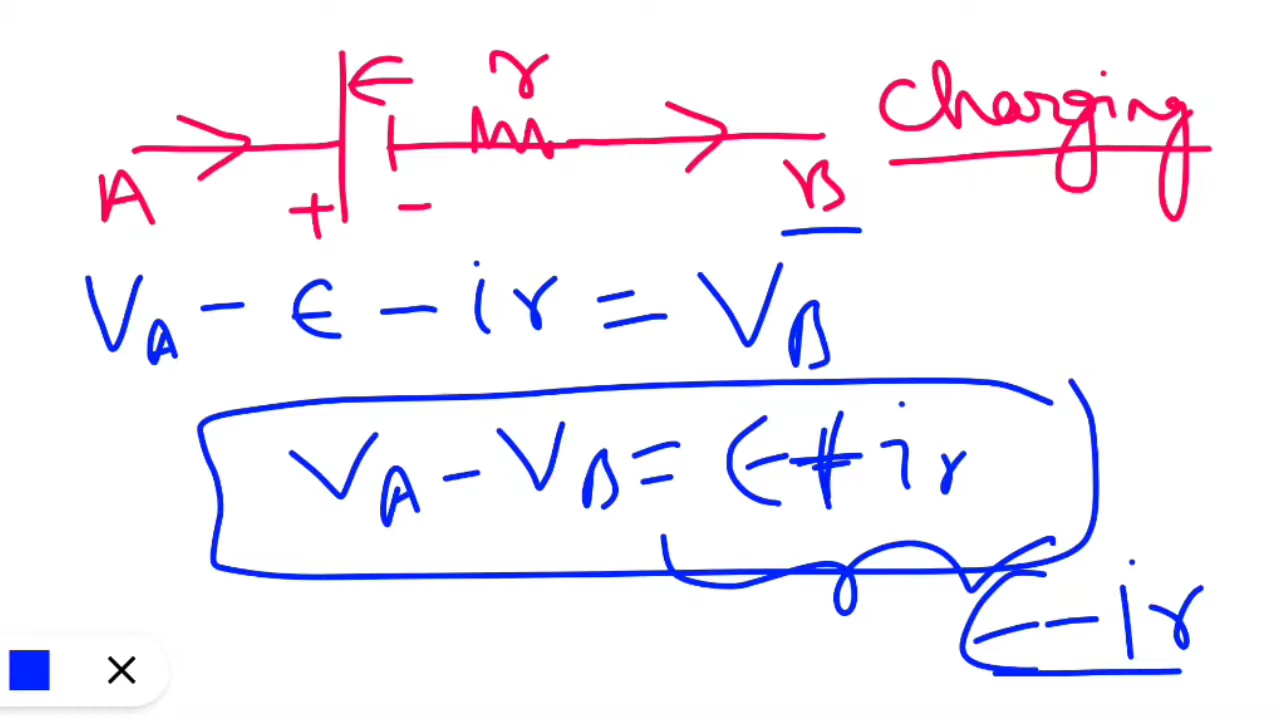 ϵ r Charging
A + - B
V_A - ϵ - ir = V_B
V_A - V_B = ϵ + ir
ϵ - ir